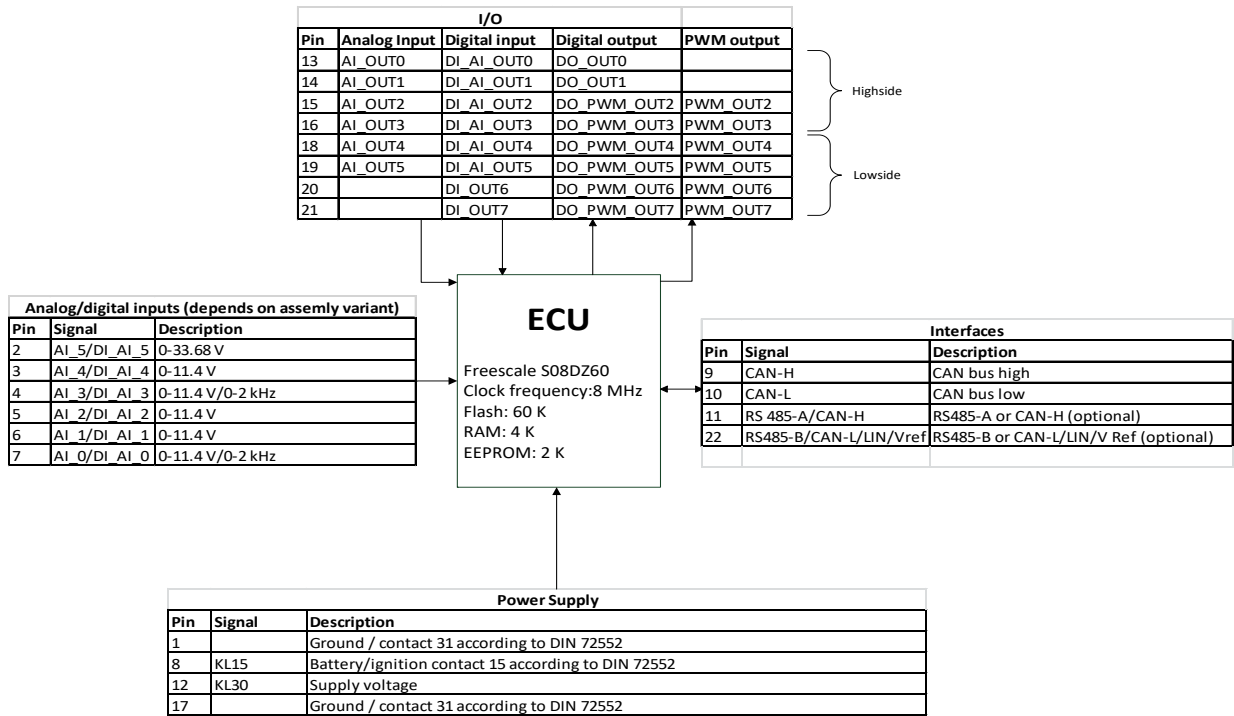 I/O
Pin Analog Input Digital input Digital output PWM output
13 AI_OUT0 DI_AI_OUT0 DO_OUT0
14 AI_OUT1 DI_AI_OUT1 DO_OUT1
15 AI_OUT2 DI_AI_OUT2 DO_PWM_OUT2 PWM_OUT2
16 AI_OUT3 DI_AI_OUT3 DO_PWM_OUT3 PWM_OUT3
18 AI_OUT4 DI_AI_OUT4 DO_PWM_OUT4 PWM_OUT4
19 AI_OUT5 DI_AI_OUT5 DO_PWM_OUT5 PWM_OUT5
20 DI_OUT6 DO_PWM_OUT6 PWM_OUT6
21 DI_OUT7 DO_PWM_OUT7 PWM_OUT7
Highside
Lowside
Analog/digital inputs (depends on assemly variant)
Pin Signal Description
2 AI_5/DI_AI_5 0-33.68 V
3 AI_4/DI_AI_4 0-11.4 V
4 AI_3/DI_AI_3 0-11.4 V/0-2 kHz
5 AI_2/DI_AI_2 0-11.4 V
6 AI_1/DI_AI_1 0-11.4 V
7 AI_0/DI_AI_0 0-11.4 V/0-2 kHz
ECU
Freescale S08DZ60
Clock frequency:8 MHz
Flash: 60 K
RAM: 4 K
EEPROM: 2 K
Interfaces
Pin Signal Description
9 CAN-H CAN bus high
10 CAN-L CAN bus low
11 RS 485-A/CAN-H RS485-A or CAN-H (optional)
22 RS485-B/CAN-L/LIN/Vref RS485-B or CAN-L/LIN/V Ref (optional)
Power Supply
Pin Signal Description
1 Ground / contact 31 according to DIN 72552
8 KL15 Battery/ignition contact 15 according to DIN 72552
12 KL30 Supply voltage
17 Ground / contact 31 according to DIN 72552